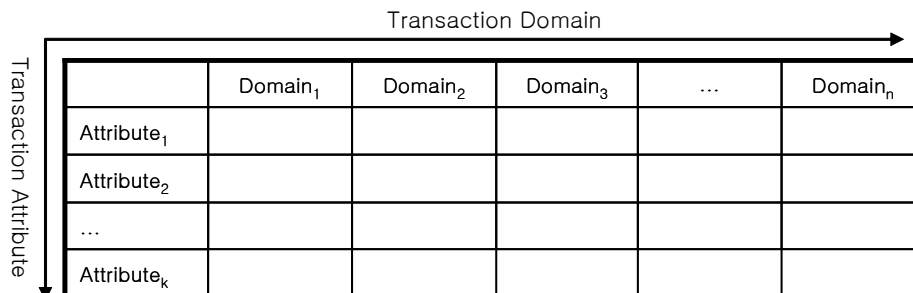 Transaction Domain
Transaction Attribute
Domain₁ Domain₂ Domain₃ ... Domainₙ
Attribute₁
Attribute₂
...
Attributeₖ